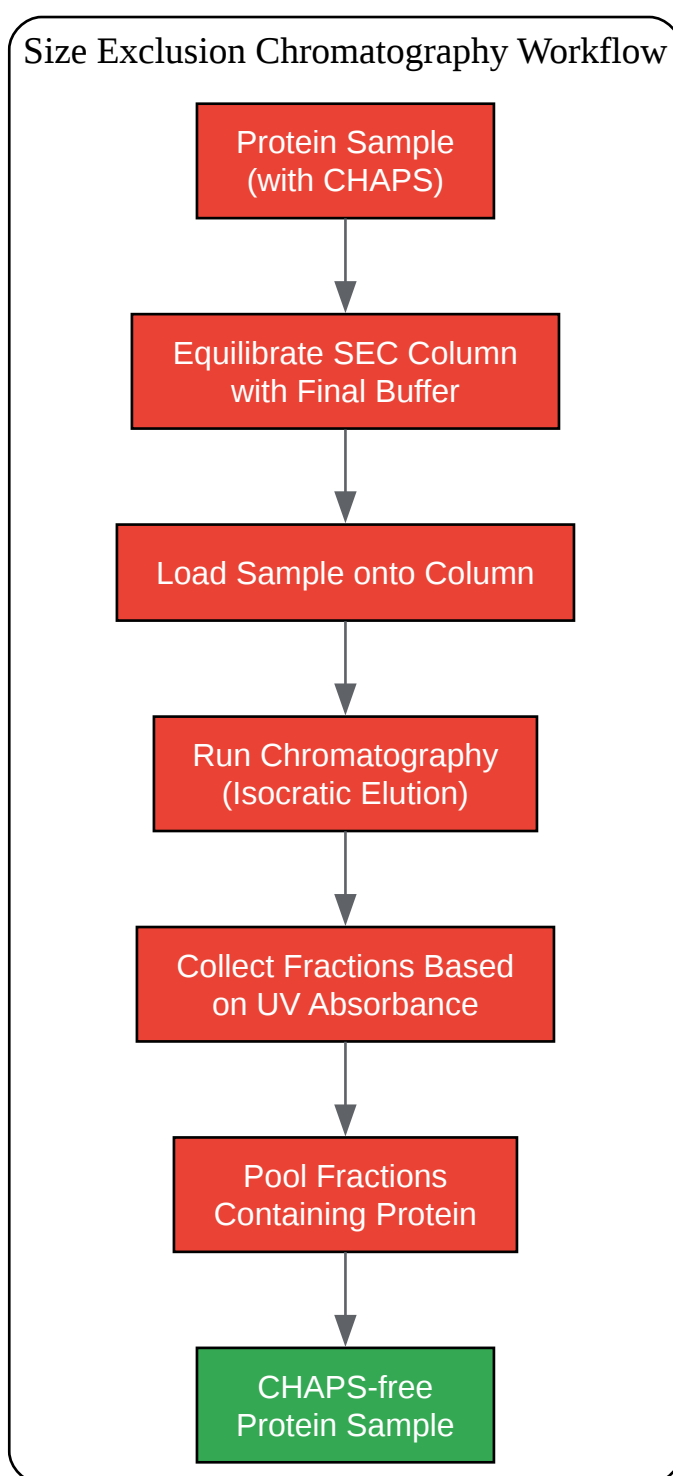 Size Exclusion Chromatography Workflow
Protein Sample
(with CHAPS)
Equilibrate SEC Column
with Final Buffer
Load Sample onto Column
Run Chromatography
(Isocratic Elution)
Collect Fractions Based
on UV Absorbance
Pool Fractions
Containing Protein
CHAPS-free
Protein Sample